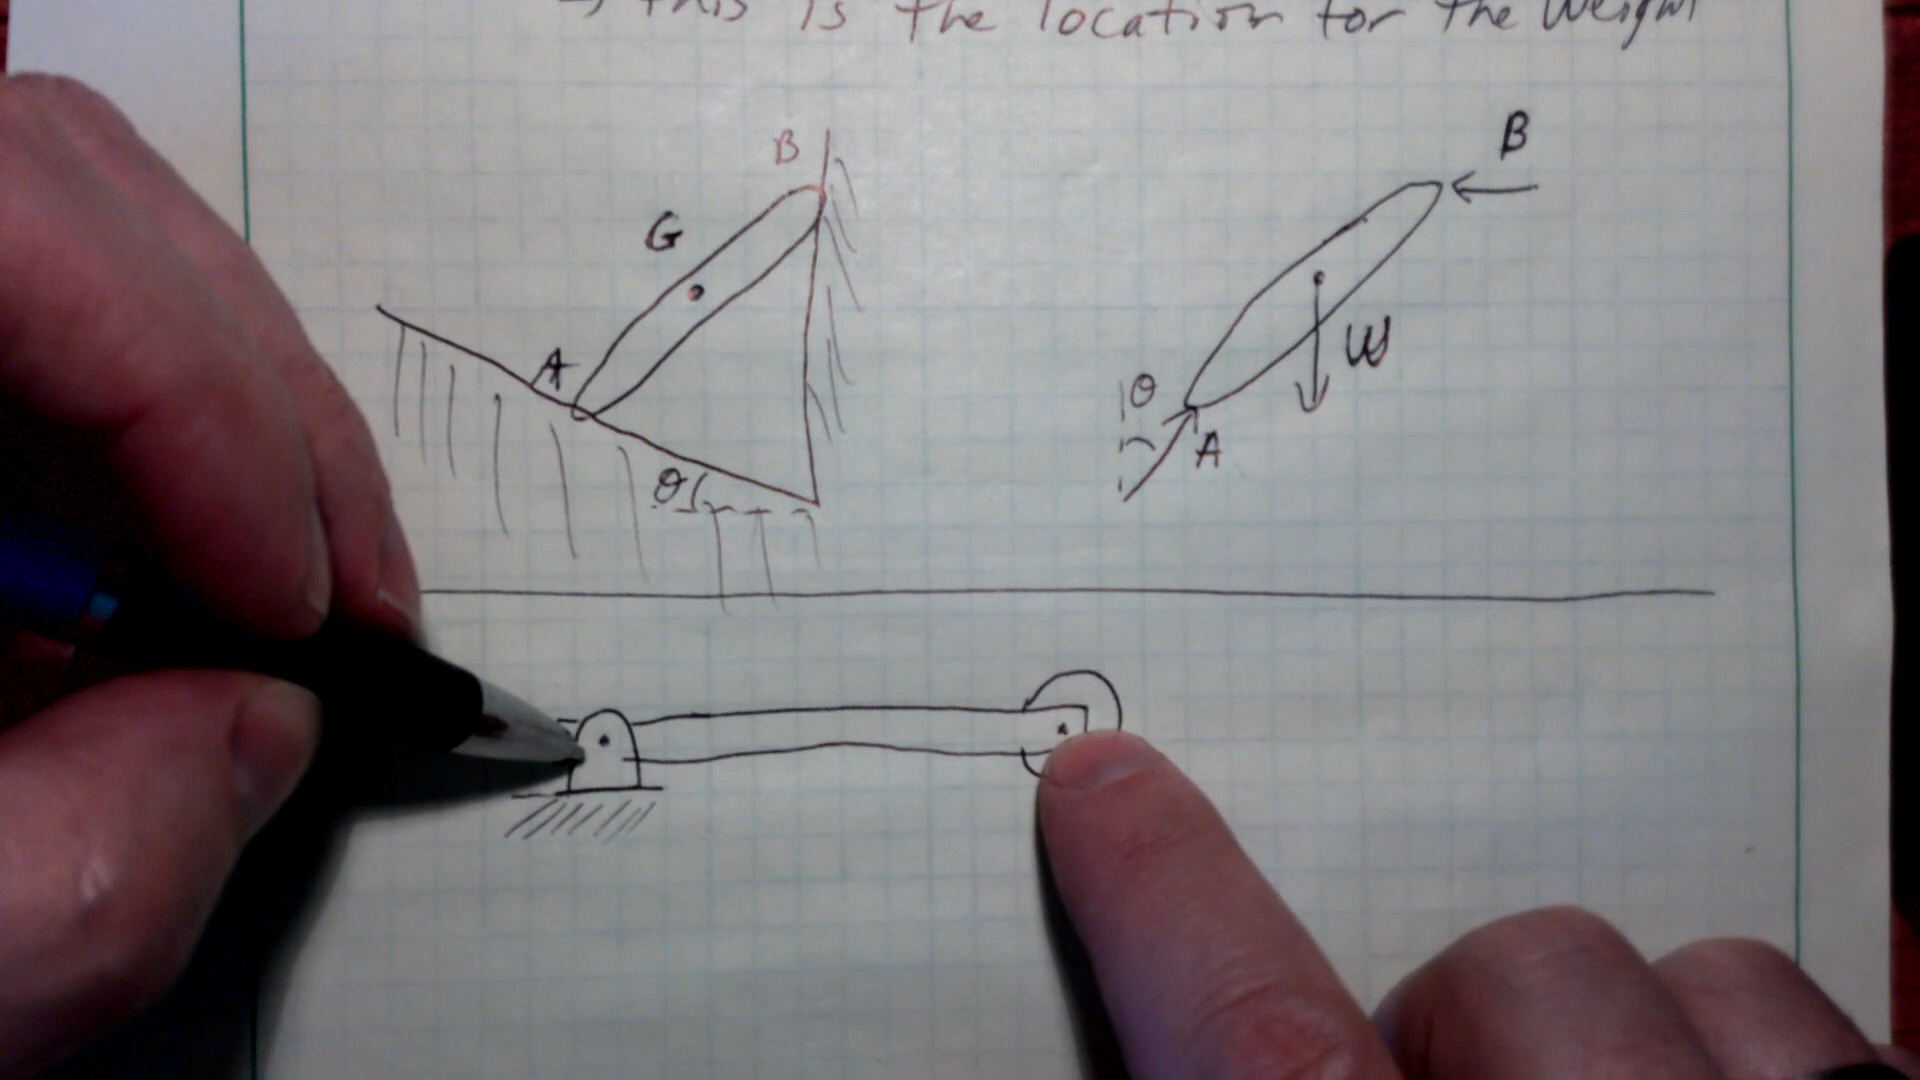 → this is the location for the weight
B
B
G
W
A
θ
A
θ